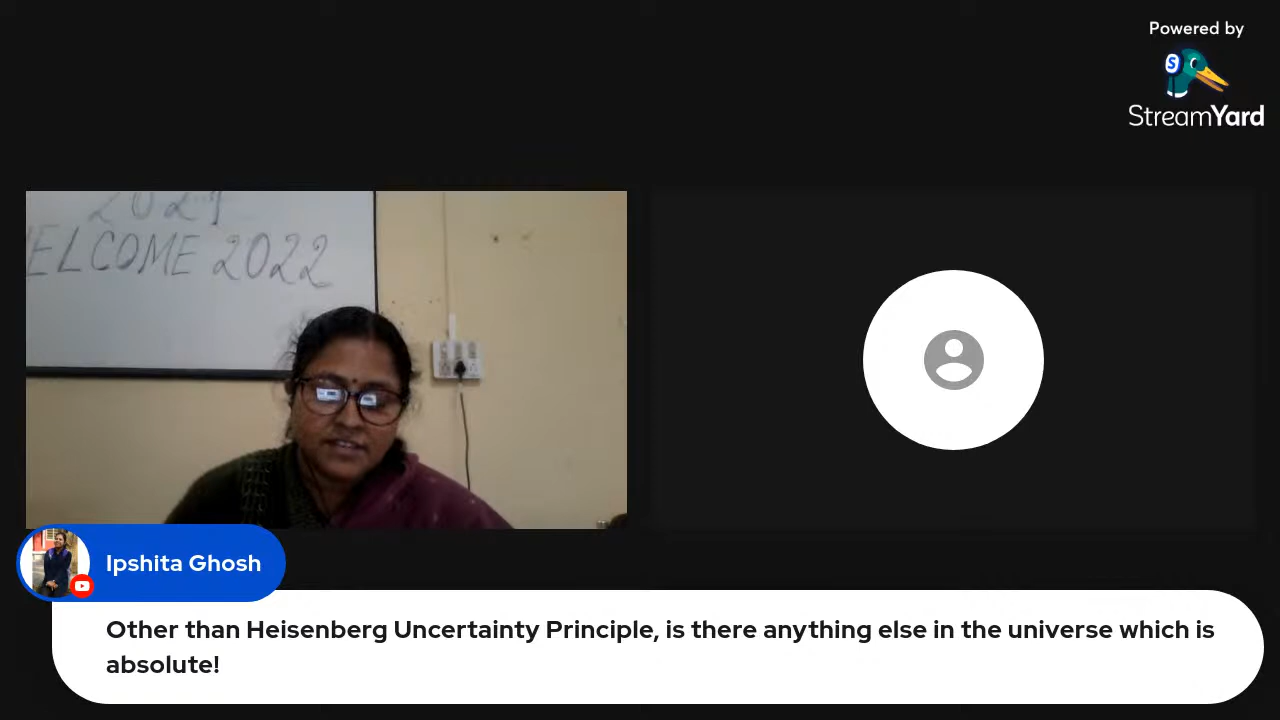 Powered by
StreamYard
2021
ELCOME 2022
Ipshita Ghosh
Other than Heisenberg Uncertainty Principle, is there anything else in the universe which is
absolute!